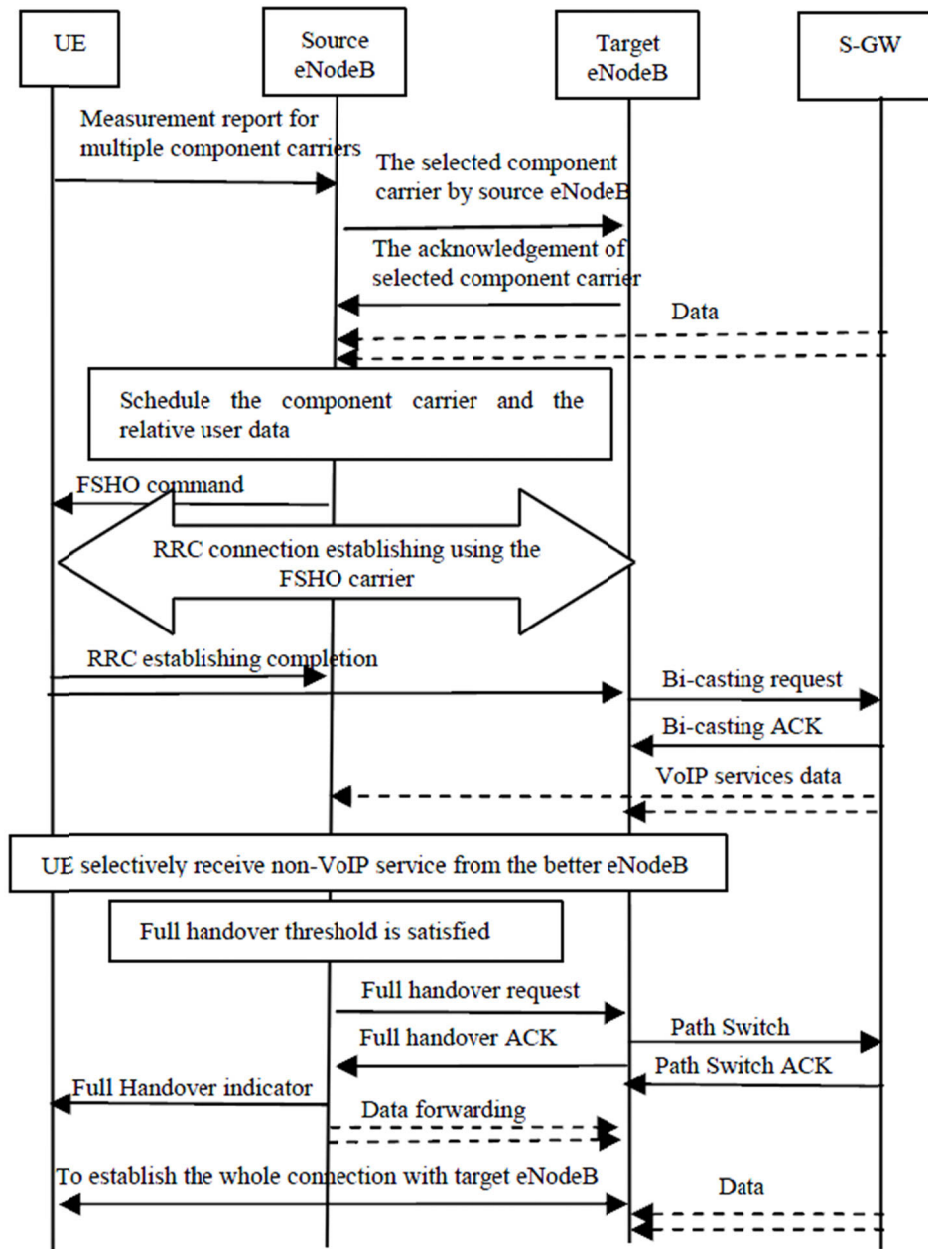 UE
Source
eNodeB
Target
eNodeB
S-GW
Measurement report for
multiple component carriers
The selected component
carrier by source eNodeB
The acknowledgement of
selected component carrier
Data
Schedule the component carrier and the
relative user data
FSHO command
RRC connection establishing using the
FSHO carrier
RRC establishing completion
Bi-casting request
Bi-casting ACK
VoIP services data
UE selectively receive non-VoIP service from the better eNodeB
Full handover threshold is satisfied
Full handover request
Full handover ACK
Path Switch
Path Switch ACK
Full Handover indicator
Data forwarding
To establish the whole connection with target eNodeB
Data